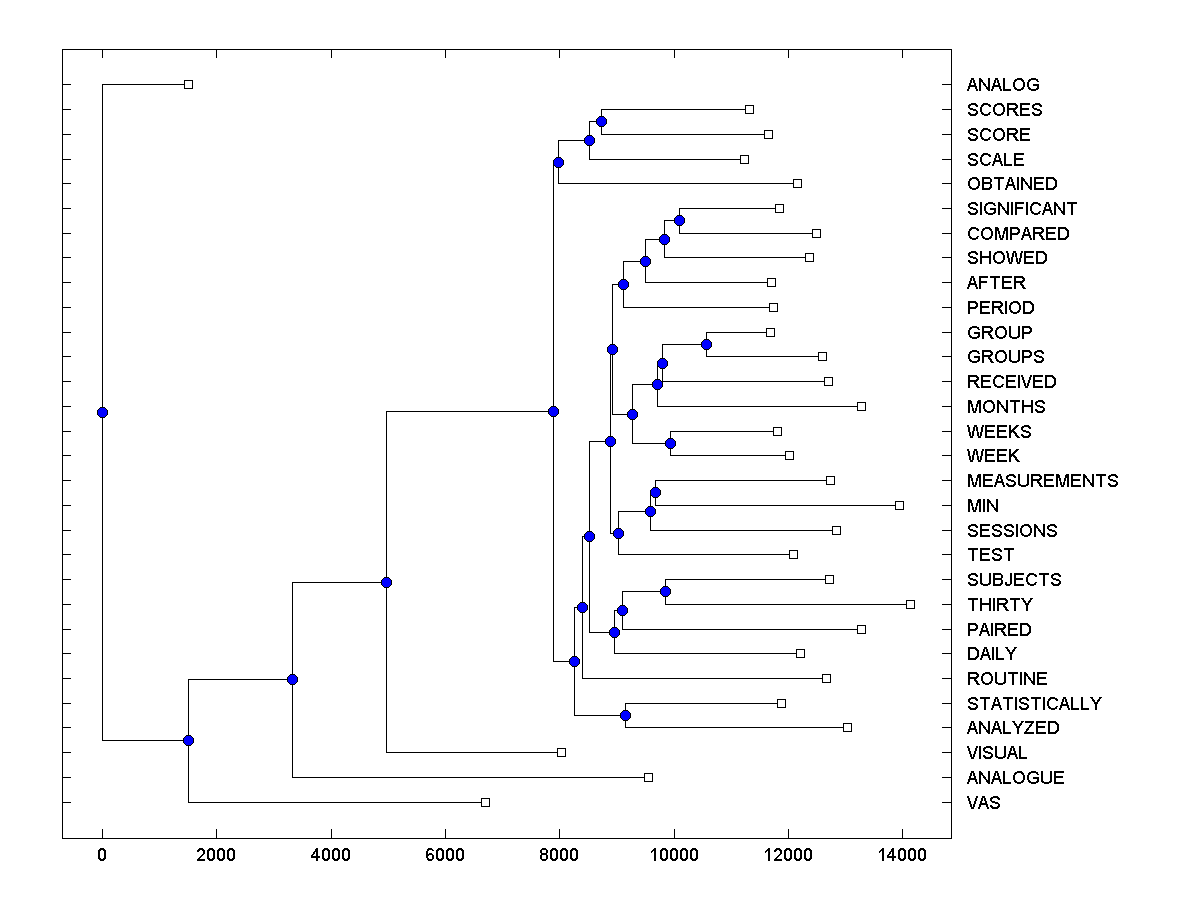 ANALOG
SCORES
SCORE
SCALE
OBTAINED
SIGNIFICANT
COMPARED
SHOWED
AFTER
PERIOD
GROUP
GROUPS
RECEIVED
MONTHS
WEEKS
WEEK
MEASUREMENTS
MIN
SESSIONS
TEST
SUBJECTS
THIRTY
PAIRED
DAILY
ROUTINE
STATISTICALLY
ANALYZED
VISUAL
ANALOGUE
VAS
0 2000 4000 6000 8000 10000 12000 14000